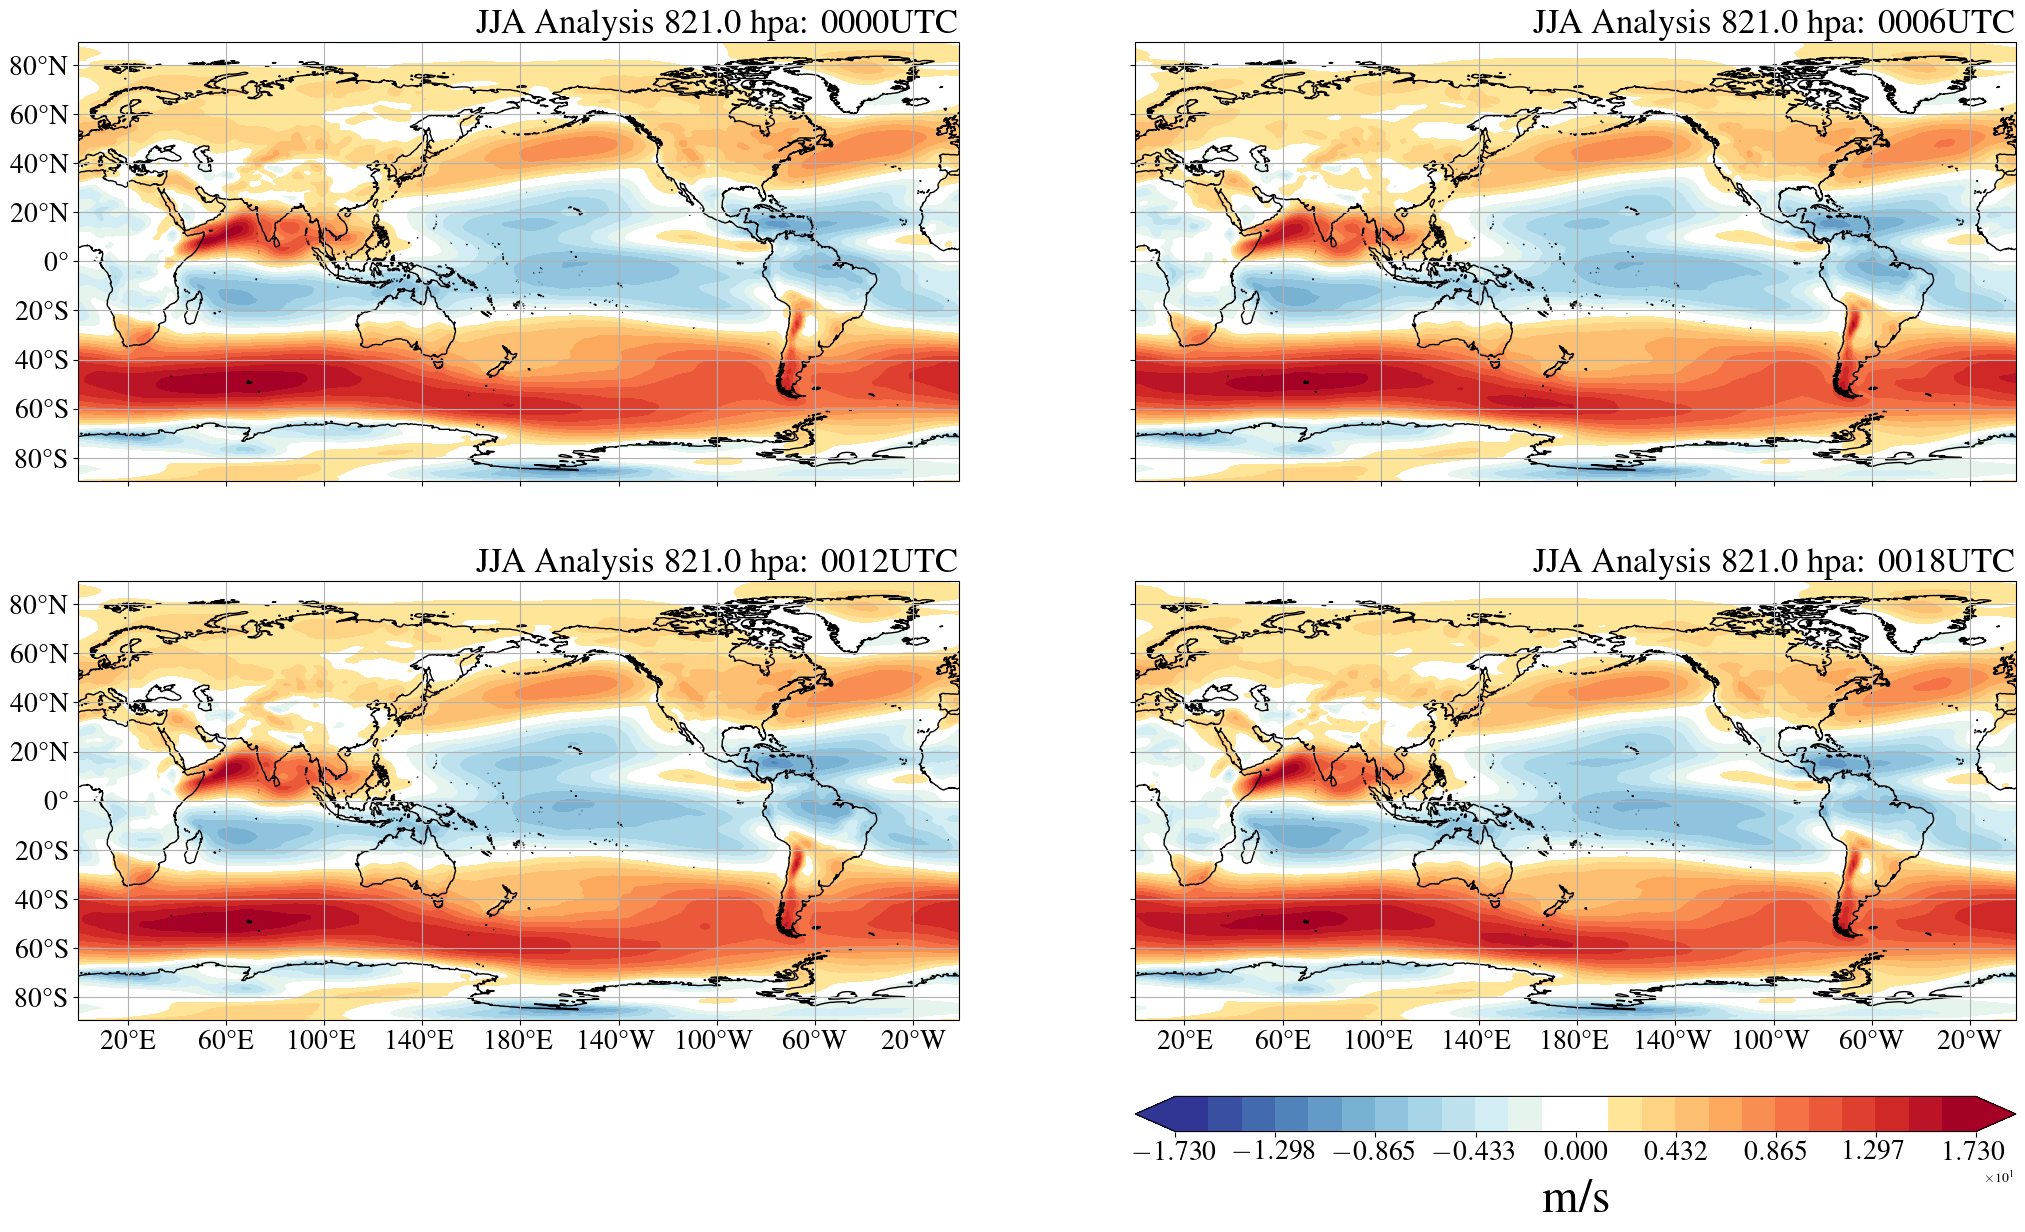 JJA Analysis 821.0 hpa: 0000UTC
JJA Analysis 821.0 hpa: 0006UTC
80°N
60°N
40°N
20°N
0°
20°S
40°S
60°S
80°S
JJA Analysis 821.0 hpa: 0012UTC
JJA Analysis 821.0 hpa: 0018UTC
80°N
60°N
40°N
20°N
0°
20°S
40°S
60°S
80°S
20°E 60°E 100°E 140°E 180°E 140°W 100°W 60°W 20°W
20°E 60°E 100°E 140°E 180°E 140°W 100°W 60°W 20°W
−1.730 −1.298 −0.865 −0.433 0.000 0.432 0.865 1.297 1.730
×10¹
m/s